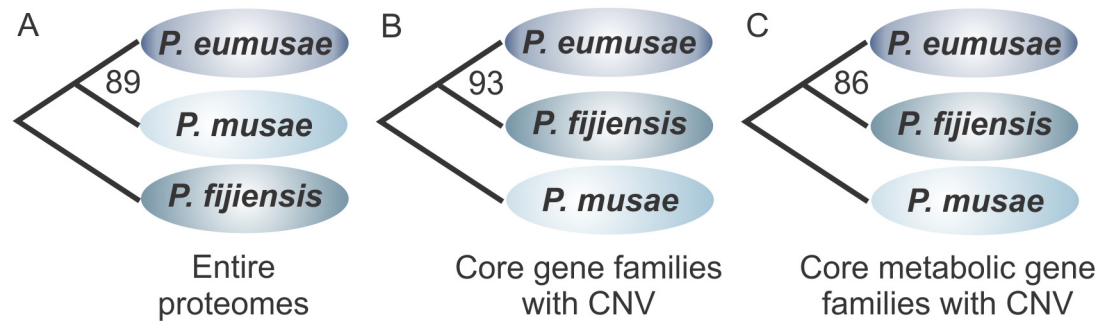 A
P. eumusae
89
P. musae
P. fijiensis
Entire
proteomes
B
P. eumusae
93
P. fijiensis
P. musae
Core gene families
with CNV
C
P. eumusae
86
P. fijiensis
P. musae
Core metabolic gene
families with CNV